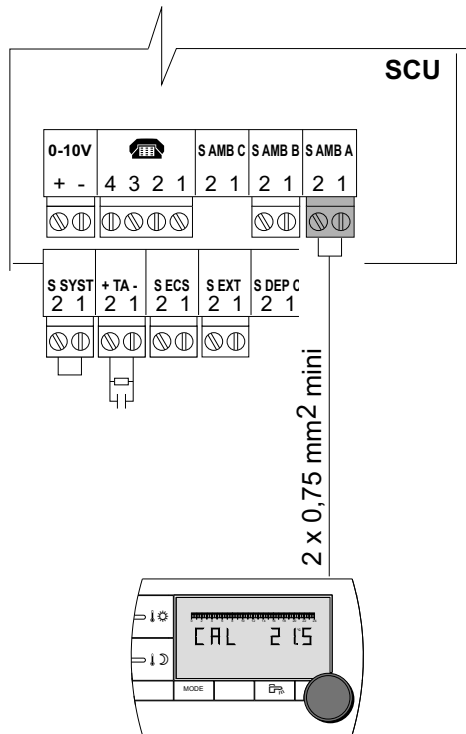 SCU
0-10V S AMB C S AMB B S AMB A
+ - 4 3 2 1 2 1 2 1 2 1
S SYST + TA - S ECS S EXT S DEP C
2 1 2 1 2 1 2 1 2 1
2 x 0,75 mm² mini
CAL 21.5
MODE